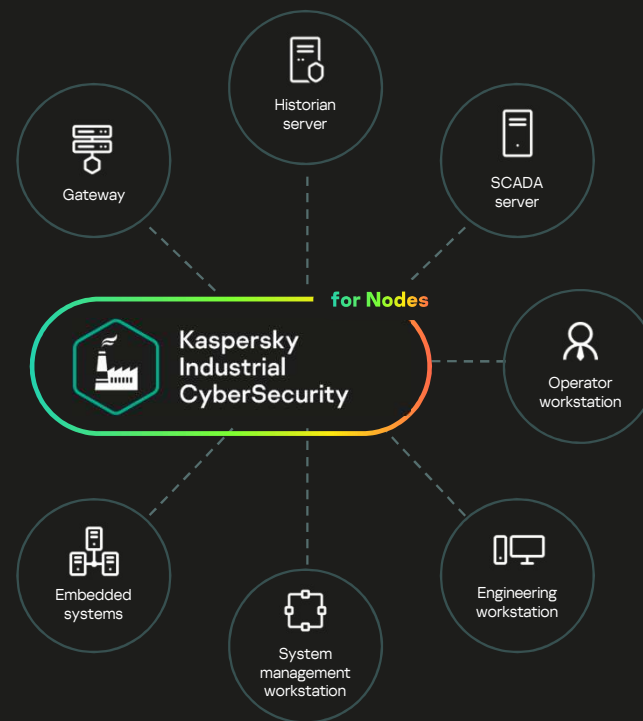 Historian
server
Gateway
SCADA
server
for Nodes
Kaspersky
Industrial
CyberSecurity
Operator
workstation
Embedded
systems
Engineering
workstation
System
management
workstation